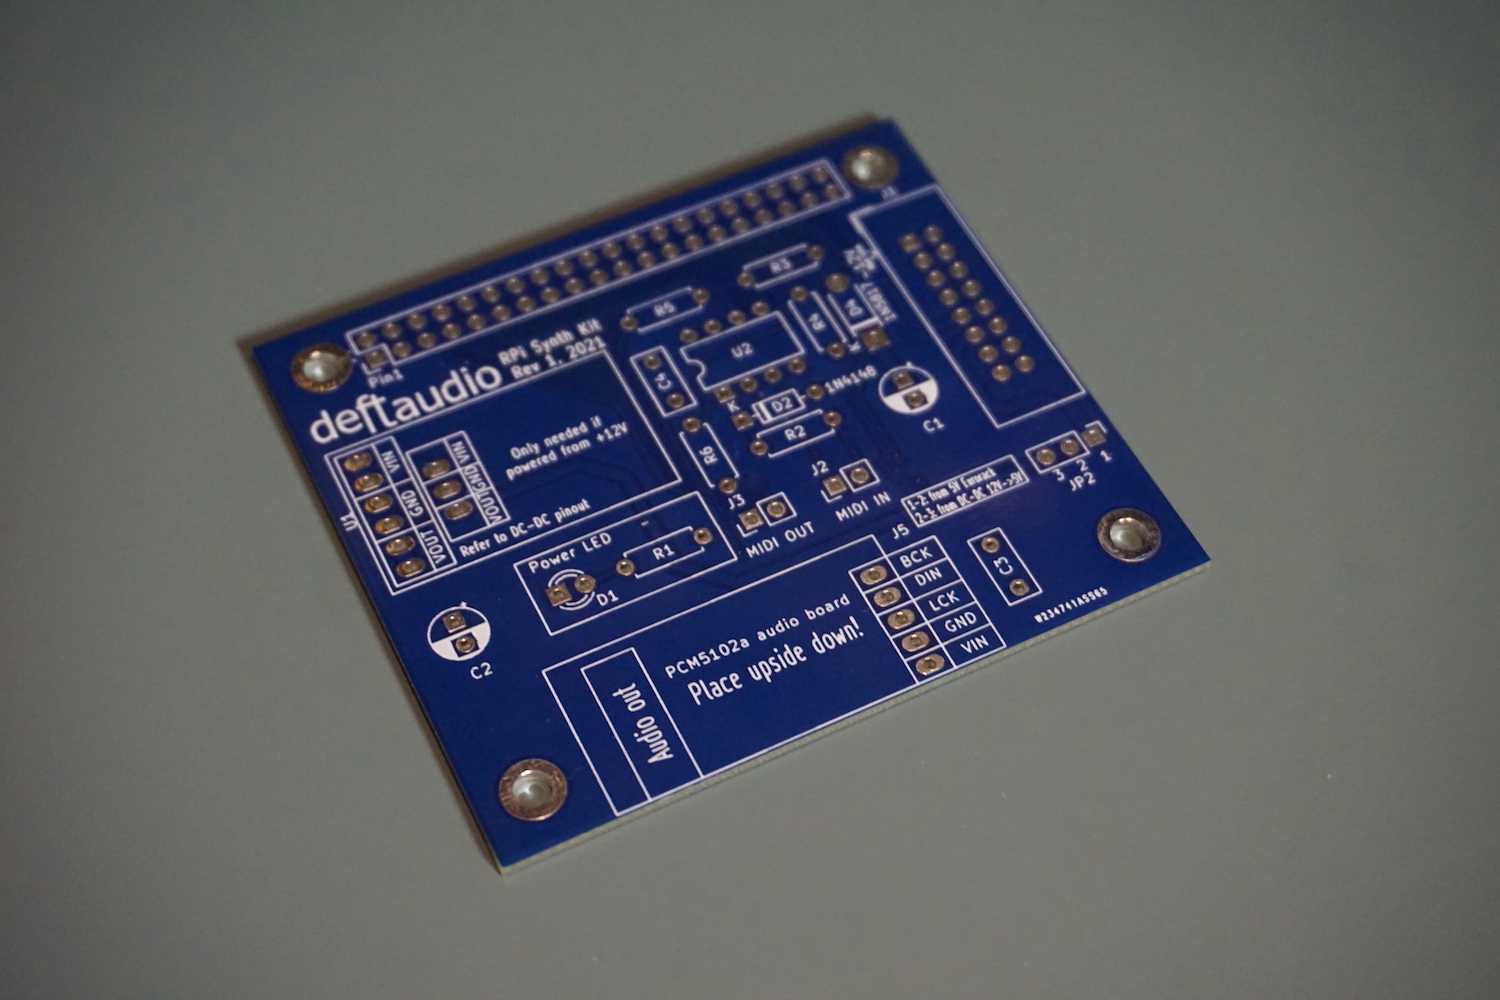 Pin1
deftaudio
RPi Synth Kit
Rev 1, 2021
R5
R3
R4
D4
1N5817
K
U2
C4
K
D2
1N4148
R2
R6
C1
Only needed if
powered from +12V
VIN
GND
VOUT
VIN
GND
VOUT
U1
Refer to DC-DC pinout
J3
MIDI OUT
J2
MIDI IN
1-2: from 5V Eurorack
2-3: from DC-DC 12V->5V
3 2 1
JP2
Power LED
D1
R1
C2
J5
BCK
DIN
LCK
GND
VIN
C3
PCM5102a audio board
Place upside down!
Audio out